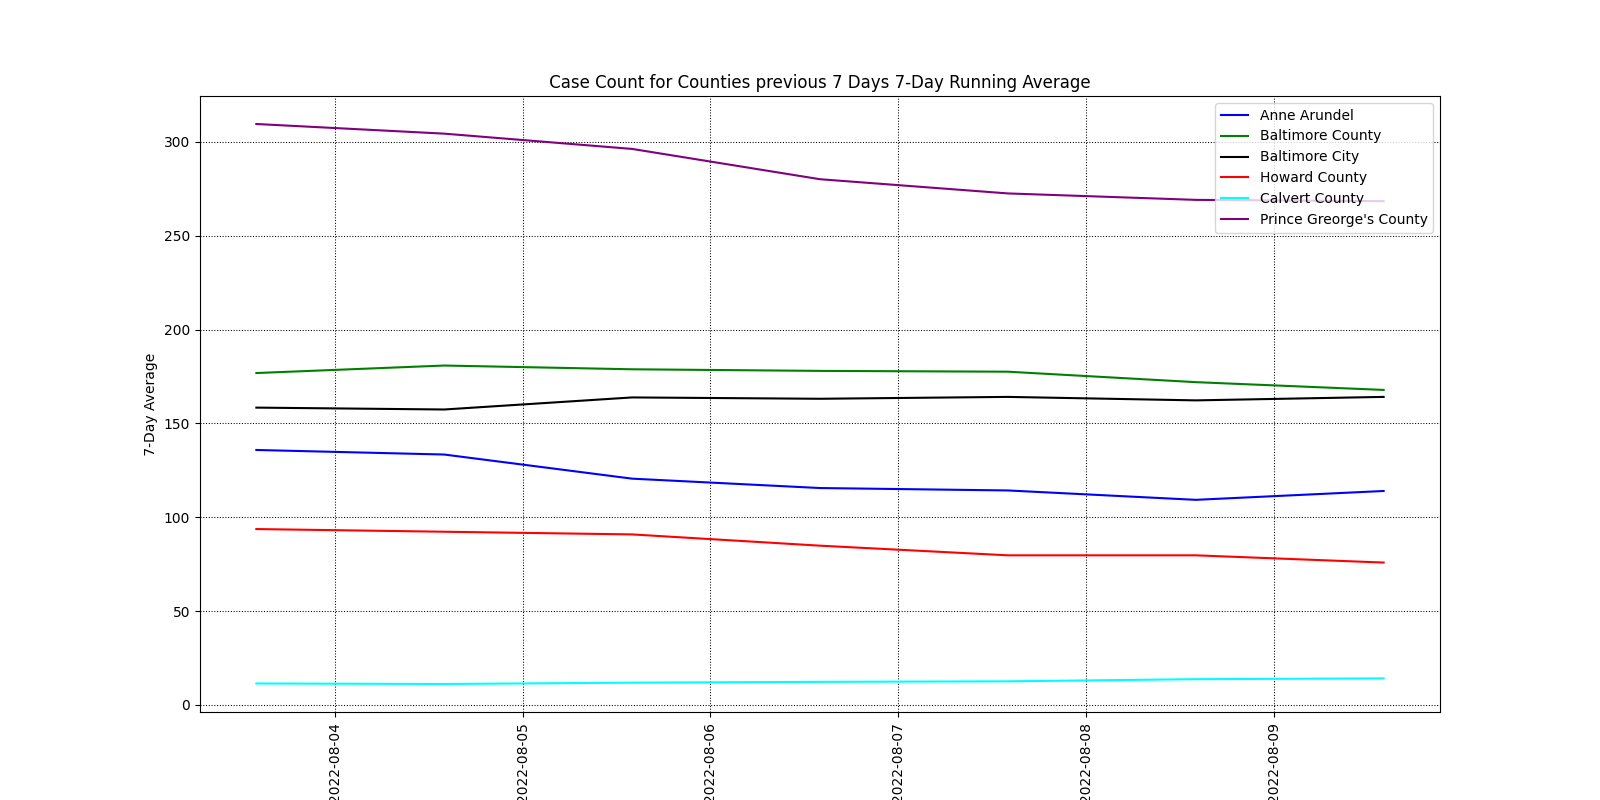 Case Count for Counties previous 7 Days 7-Day Running Average
Anne Arundel
Baltimore County
Baltimore City
Howard County
Calvert County
Prince Greorge's County
7-Day Average
300
250
200
150
100
50
0
2022-08-04
2022-08-05
2022-08-06
2022-08-07
2022-08-08
2022-08-09